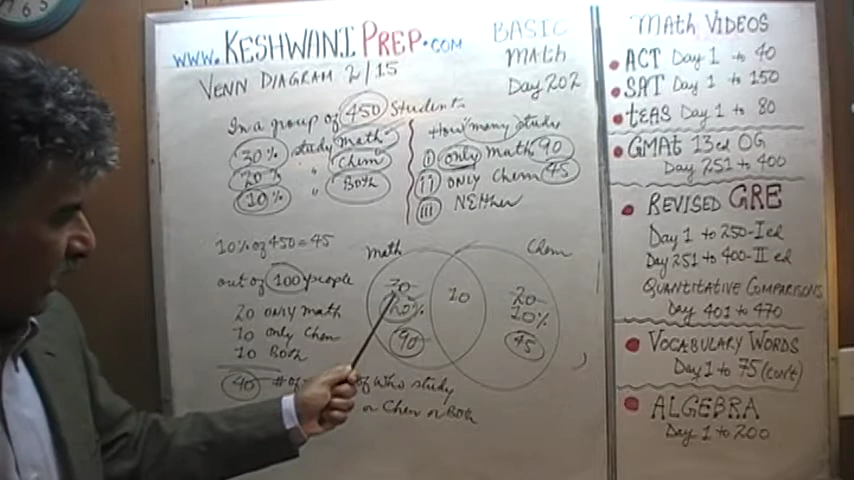 765
WWW.KESHWANI PREP.COM
VENN DIAGRAM 2/15
BASIC
MATH
Day 202
In a group of 450 Students
30% study Math
20% " Chem
10% " Both
How many study
i) only Math 90
ii) ONLY Chem 45
iii) NEither
10% of 450 = 45
out of 100 people
20 only Math
10 only Chem
10 Both
40 # of
of who study
or Chem or Both
Math
Chem
30
20%
90
10
20
10%
45
MATH VIDEOS
ACT Day 1 to 40
SAT Day 1 to 150
tEAS Day 1 to 80
GMAt 13ed OG
Day 251 to 400
REVISED GRE
Day 1 to 250-I ed
Day 251 to 400-II ed
QUANTITATIVE COMPARISONS
Day 401 to 470
VOCABULARY WORDS
Day 1 to 75 (con't)
ALGEBRA
Day 1 to 200